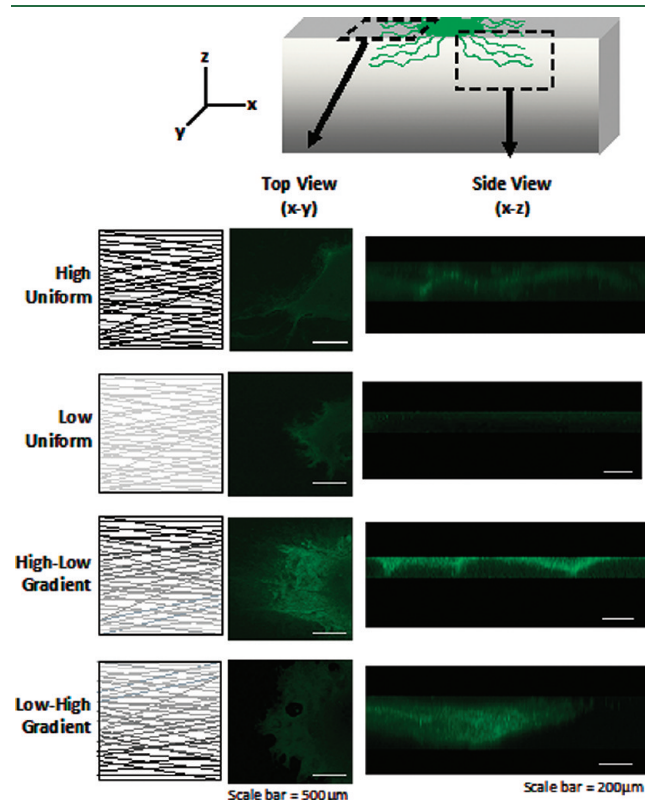 z
x
y
Top View
(x-y)
Side View
(x-z)
High
Uniform
Low
Uniform
High-Low
Gradient
Low-High
Gradient
Scale bar = 500μm
Scale bar = 200μm